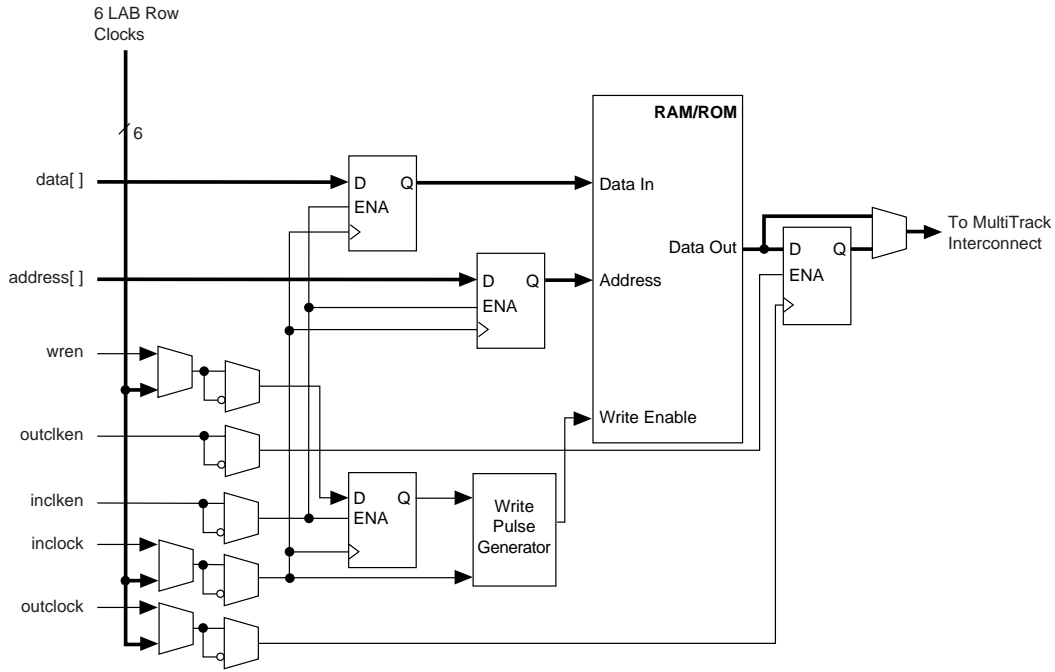 6 LAB Row
Clocks
6
RAM/ROM
data[ ]
D Q
ENA
Data In
To MultiTrack
Interconnect
Data Out
D Q
ENA
address[ ]
D Q
ENA
Address
wren
Write Enable
outclken
inclken
D Q
ENA
Write
Pulse
Generator
inclock
outclock